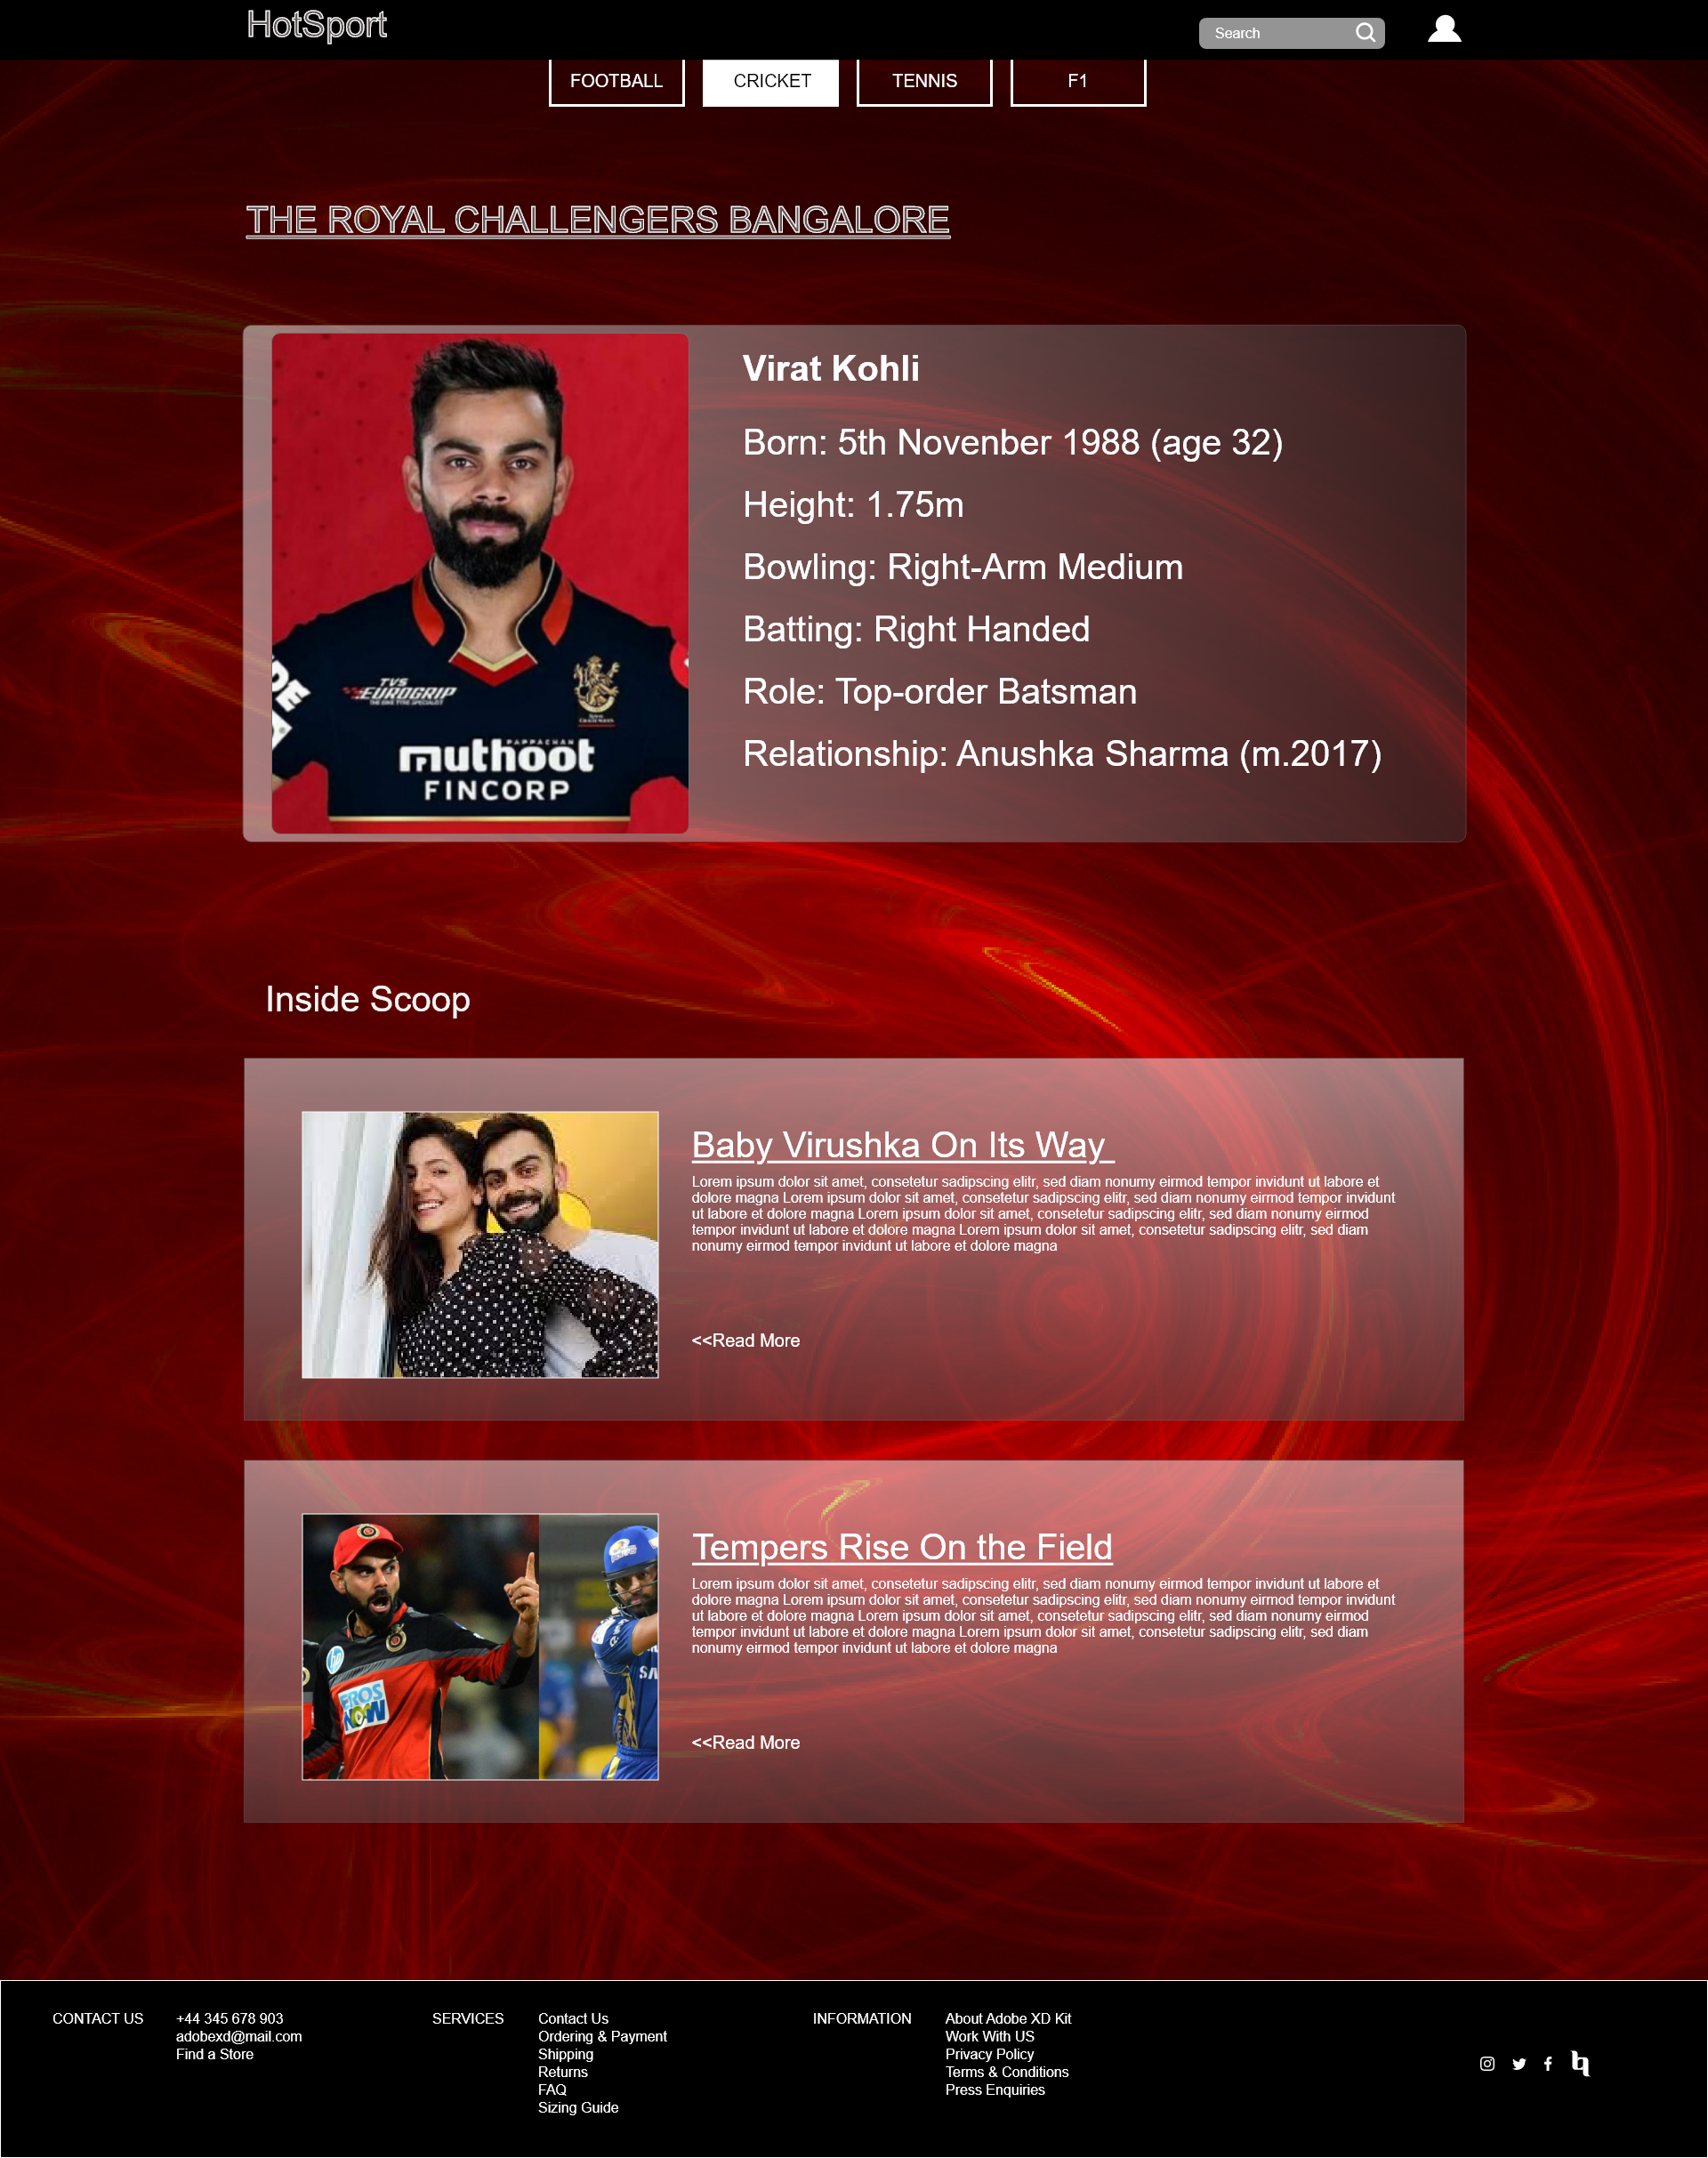 HotSport
Search
FOOTBALL
CRICKET
TENNIS
F1
THE ROYAL CHALLENGERS BANGALORE
Virat Kohli
Born: 5th Novenber 1988 (age 32)
Height: 1.75m
Bowling: Right-Arm Medium
Batting: Right Handed
Role: Top-order Batsman
Relationship: Anushka Sharma (m.2017)
TVS
EUROGRIP
THE BIKE TYRE SPECIALIST
PAPPACHAN
muthoot
FINCORP
Inside Scoop
Baby Virushka On Its Way
Lorem ipsum dolor sit amet, consetetur sadipscing elitr, sed diam nonumy eirmod tempor invidunt ut labore et
dolore magna Lorem ipsum dolor sit amet, consetetur sadipscing elitr, sed diam nonumy eirmod tempor invidunt
ut labore et dolore magna Lorem ipsum dolor sit amet, consetetur sadipscing elitr, sed diam nonumy eirmod
tempor invidunt ut labore et dolore magna Lorem ipsum dolor sit amet, consetetur sadipscing elitr, sed diam
nonumy eirmod tempor invidunt ut labore et dolore magna
<<Read More
Tempers Rise On the Field
Lorem ipsum dolor sit amet, consetetur sadipscing elitr, sed diam nonumy eirmod tempor invidunt ut labore et
dolore magna Lorem ipsum dolor sit amet, consetetur sadipscing elitr, sed diam nonumy eirmod tempor invidunt
ut labore et dolore magna Lorem ipsum dolor sit amet, consetetur sadipscing elitr, sed diam nonumy eirmod
tempor invidunt ut labore et dolore magna Lorem ipsum dolor sit amet, consetetur sadipscing elitr, sed diam
nonumy eirmod tempor invidunt ut labore et dolore magna
<<Read More
hp
EROS
NOW
CONTACT US
+44 345 678 903
adobexd@mail.com
Find a Store
SERVICES
Contact Us
Ordering & Payment
Shipping
Returns
FAQ
Sizing Guide
INFORMATION
About Adobe XD Kit
Work With US
Privacy Policy
Terms & Conditions
Press Enquiries